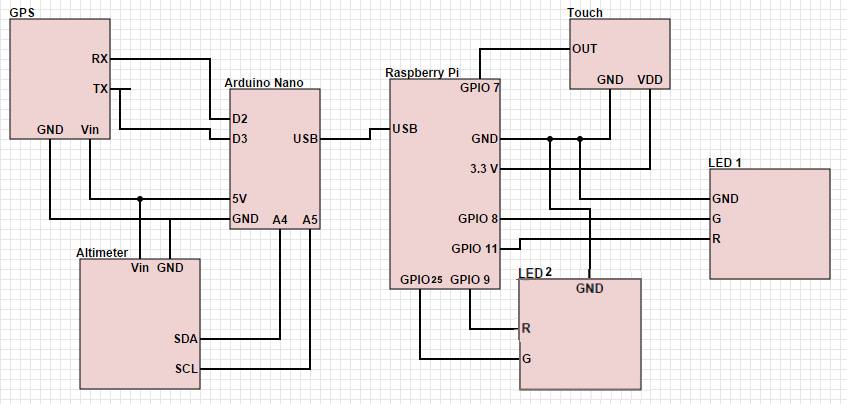 GPS
RX
TX
GND Vin
Arduino Nano
D2
D3
USB
5V
GND A4 A5
Altimeter
Vin GND
SDA
SCL
Raspberry Pi
GPIO 7
USB
GND
3.3 V
GPIO 8
GPIO 11
GPIO25 GPIO 9
Touch
OUT
GND VDD
LED 1
GND
G
R
LED 2
GND
R
G